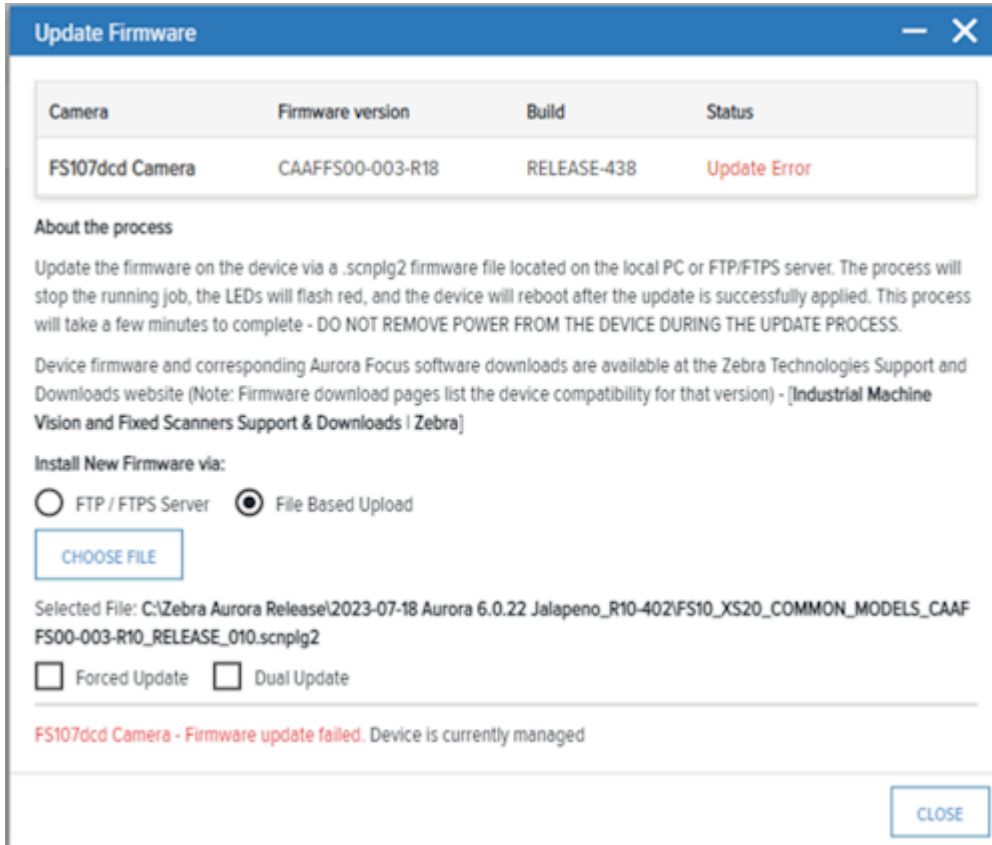 Update Firmware
Camera Firmware version Build Status
FS107dcd Camera CAAFFS00-003-R18 RELEASE-438 Update Error
About the process
Update the firmware on the device via a .scnplg2 firmware file located on the local PC or FTP/FTPS server. The process will
stop the running job, the LEDs will flash red, and the device will reboot after the update is successfully applied. This process
will take a few minutes to complete - DO NOT REMOVE POWER FROM THE DEVICE DURING THE UPDATE PROCESS.
Device firmware and corresponding Aurora Focus software downloads are available at the Zebra Technologies Support and
Downloads website (Note: Firmware download pages list the device compatibility for that version) - [Industrial Machine
Vision and Fixed Scanners Support & Downloads | Zebra]
Install New Firmware via:
FTP / FTPS Server File Based Upload
CHOOSE FILE
Selected File: C:\Zebra Aurora Release\2023-07-18 Aurora 6.0.22 Jalapeno_R10-402\FS10_XS20_COMMON_MODELS_CAAF
FS00-003-R10_RELEASE_010.scnplg2
Forced Update Dual Update
FS107dcd Camera - Firmware update failed. Device is currently managed
CLOSE